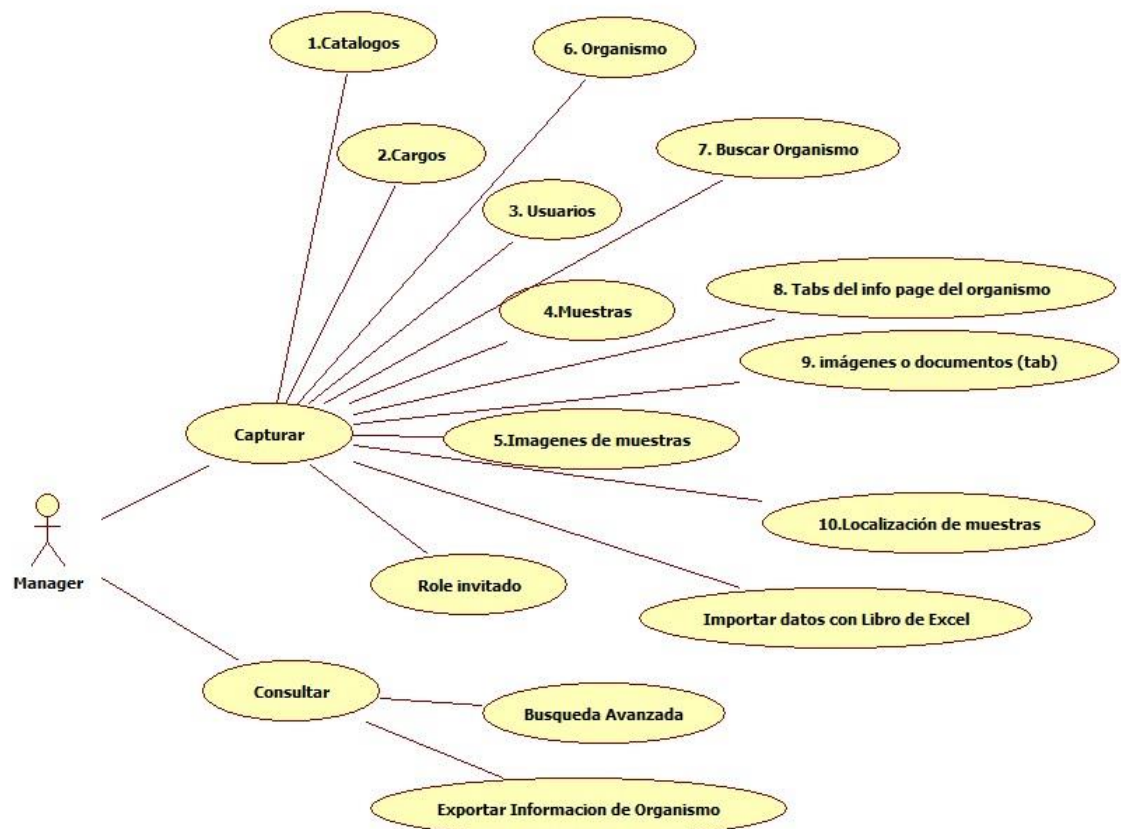 1.Catalogos
6. Organismo
2.Cargos
7. Buscar Organismo
3. Usuarios
8. Tabs del info page del organismo
4.Muestras
9. imágenes o documentos (tab)
Capturar
5.Imagenes de muestras
10.Localización de muestras
Manager
Role invitado
Importar datos con Libro de Excel
Consultar
Busqueda Avanzada
Exportar Informacion de Organismo